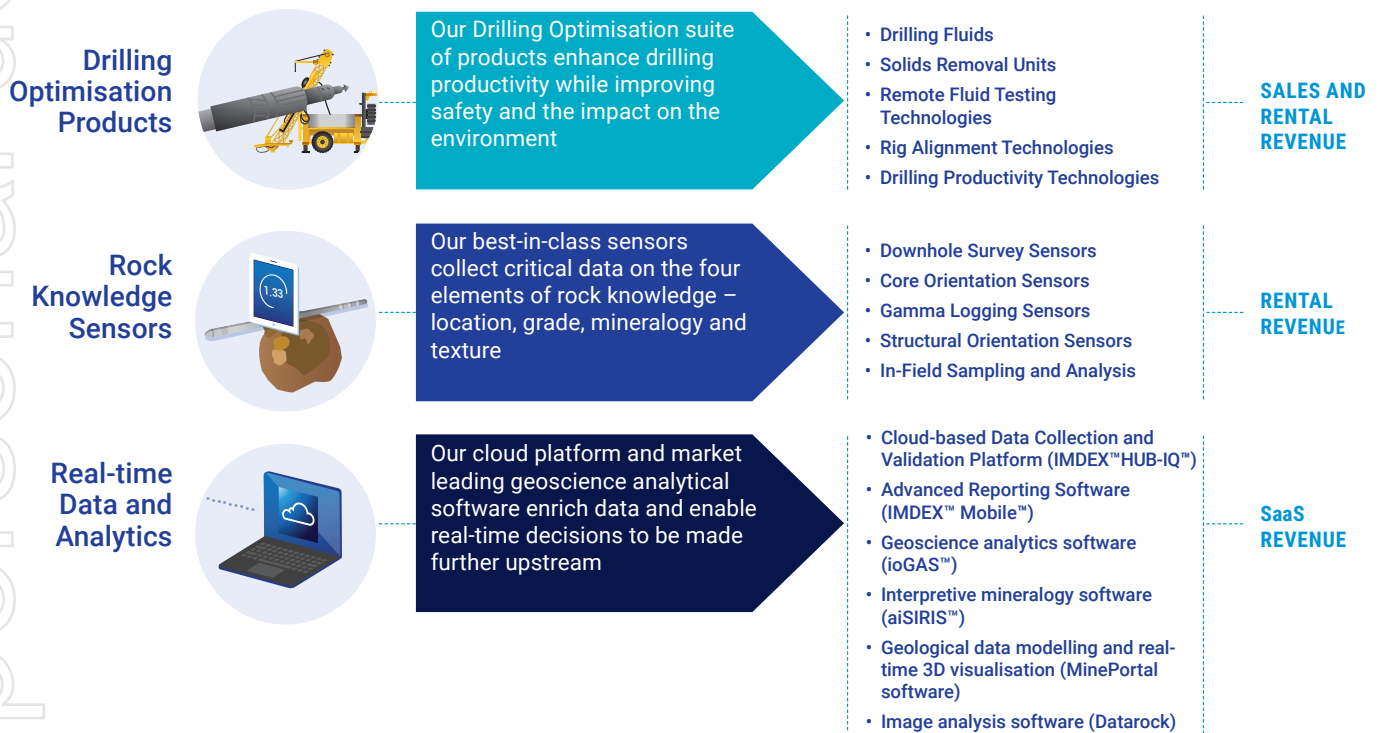 Drilling
Optimisation
Products
Our Drilling Optimisation suite
of products enhance drilling
productivity while improving
safety and the impact on the
environment
• Drilling Fluids
• Solids Removal Units
• Remote Fluid Testing
Technologies
• Rig Alignment Technologies
• Drilling Productivity Technologies
SALES AND
RENTAL
REVENUE
Rock
Knowledge
Sensors
1.33
Our best-in-class sensors
collect critical data on the four
elements of rock knowledge –
location, grade, mineralogy and
texture
• Downhole Survey Sensors
• Core Orientation Sensors
• Gamma Logging Sensors
• Structural Orientation Sensors
• In-Field Sampling and Analysis
RENTAL
REVENUE
Real-time
Data and
Analytics
Our cloud platform and market
leading geoscience analytical
software enrich data and enable
real-time decisions to be made
further upstream
• Cloud-based Data Collection and
Validation Platform (IMDEX™HUB-IQ™)
• Advanced Reporting Software
(IMDEX™ Mobile™)
• Geoscience analytics software
(ioGAS™)
• Interpretive mineralogy software
(aiSIRIS™)
• Geological data modelling and real-
time 3D visualisation (MinePortal
software)
• Image analysis software (Datarock)
SaaS
REVENUE